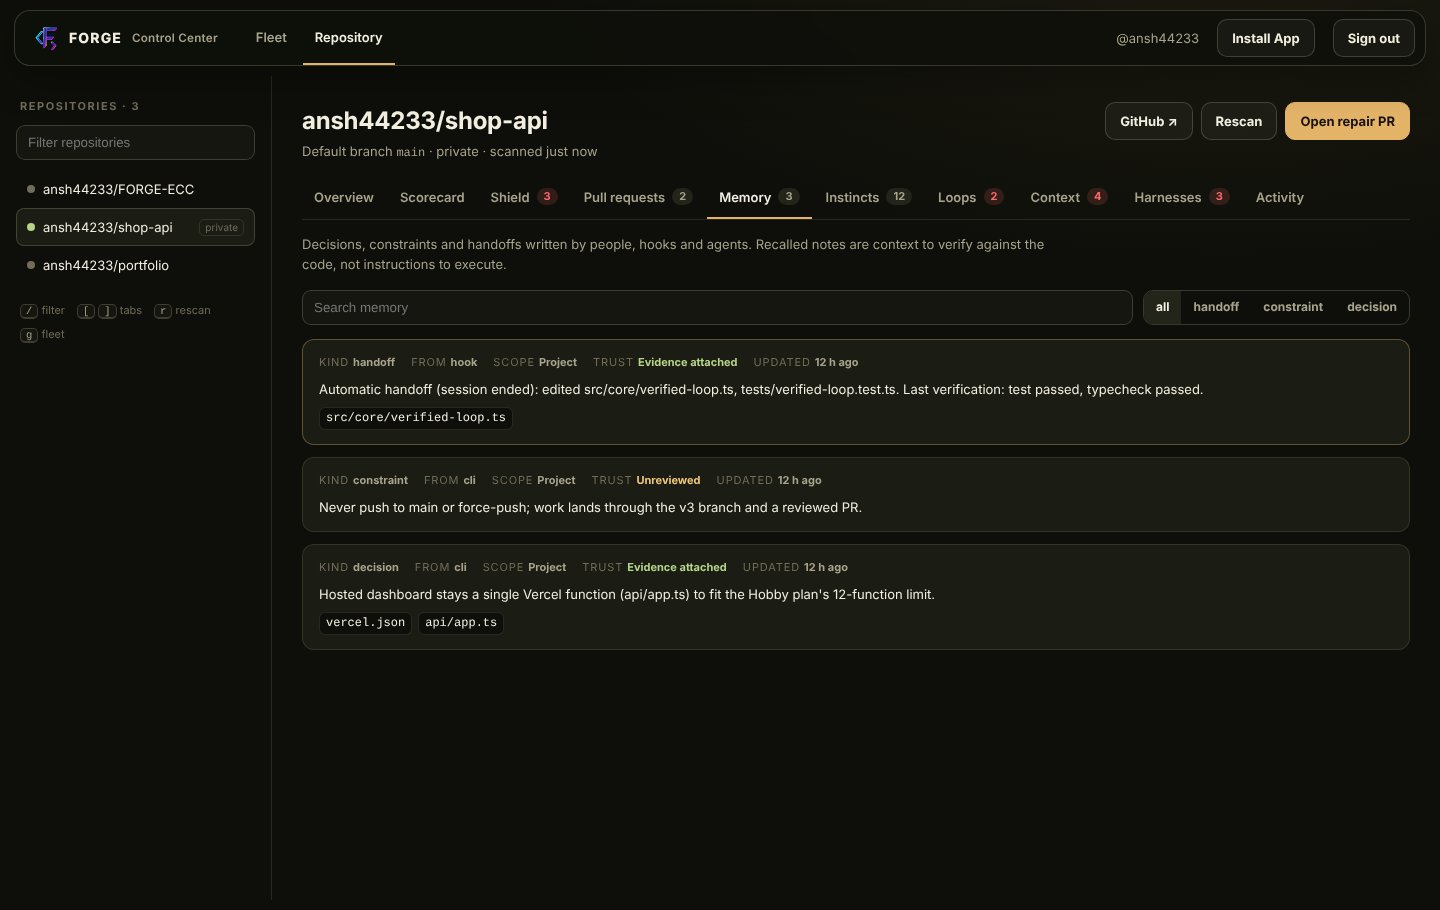 FORGE Control Center Fleet Repository @ansh44233 Install App Sign out
REPOSITORIES · 3
Filter repositories
ansh44233/FORGE-ECC
ansh44233/shop-api private
ansh44233/portfolio
/ filter [ ] tabs r rescan
g fleet
ansh44233/shop-api
GitHub ↗ Rescan Open repair PR
Default branch main · private · scanned just now
Overview Scorecard Shield 3 Pull requests 2 Memory 3 Instincts 12 Loops 2 Context 4 Harnesses 3 Activity
Decisions, constraints and handoffs written by people, hooks and agents. Recalled notes are context to verify against the
code, not instructions to execute.
Search memory
all handoff constraint decision
KIND handoff FROM hook SCOPE Project TRUST Evidence attached UPDATED 12 h ago
Automatic handoff (session ended): edited src/core/verified-loop.ts, tests/verified-loop.test.ts. Last verification: test passed, typecheck passed.
src/core/verified-loop.ts
KIND constraint FROM cli SCOPE Project TRUST Unreviewed UPDATED 12 h ago
Never push to main or force-push; work lands through the v3 branch and a reviewed PR.
KIND decision FROM cli SCOPE Project TRUST Evidence attached UPDATED 12 h ago
Hosted dashboard stays a single Vercel function (api/app.ts) to fit the Hobby plan's 12-function limit.
vercel.json api/app.ts